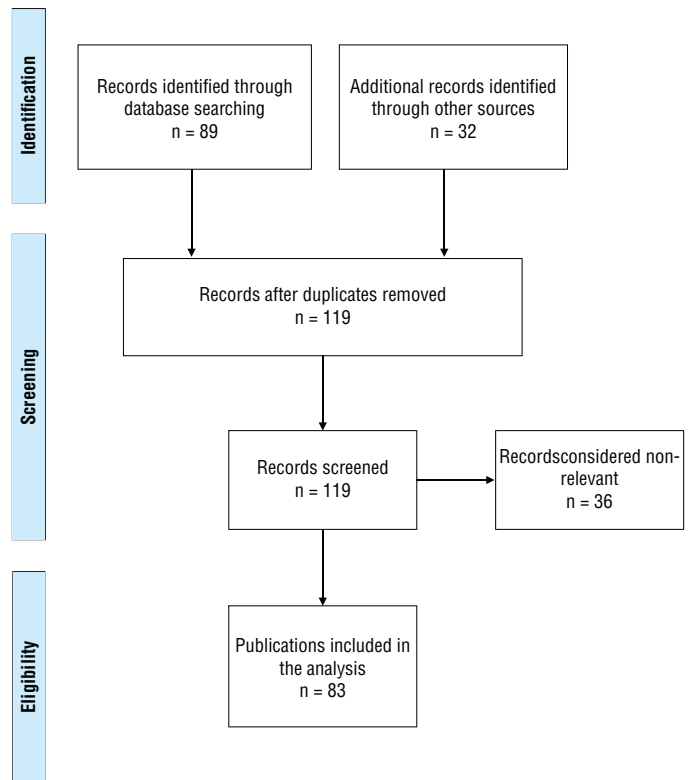 Identification
Records identified through
database searching
n = 89
Additional records identified
through other sources
n = 32
Screening
Records after duplicates removed
n = 119
Records screened
n = 119
Recordsconsidered non-
relevant
n = 36
Eligibility
Publications included in
the analysis
n = 83